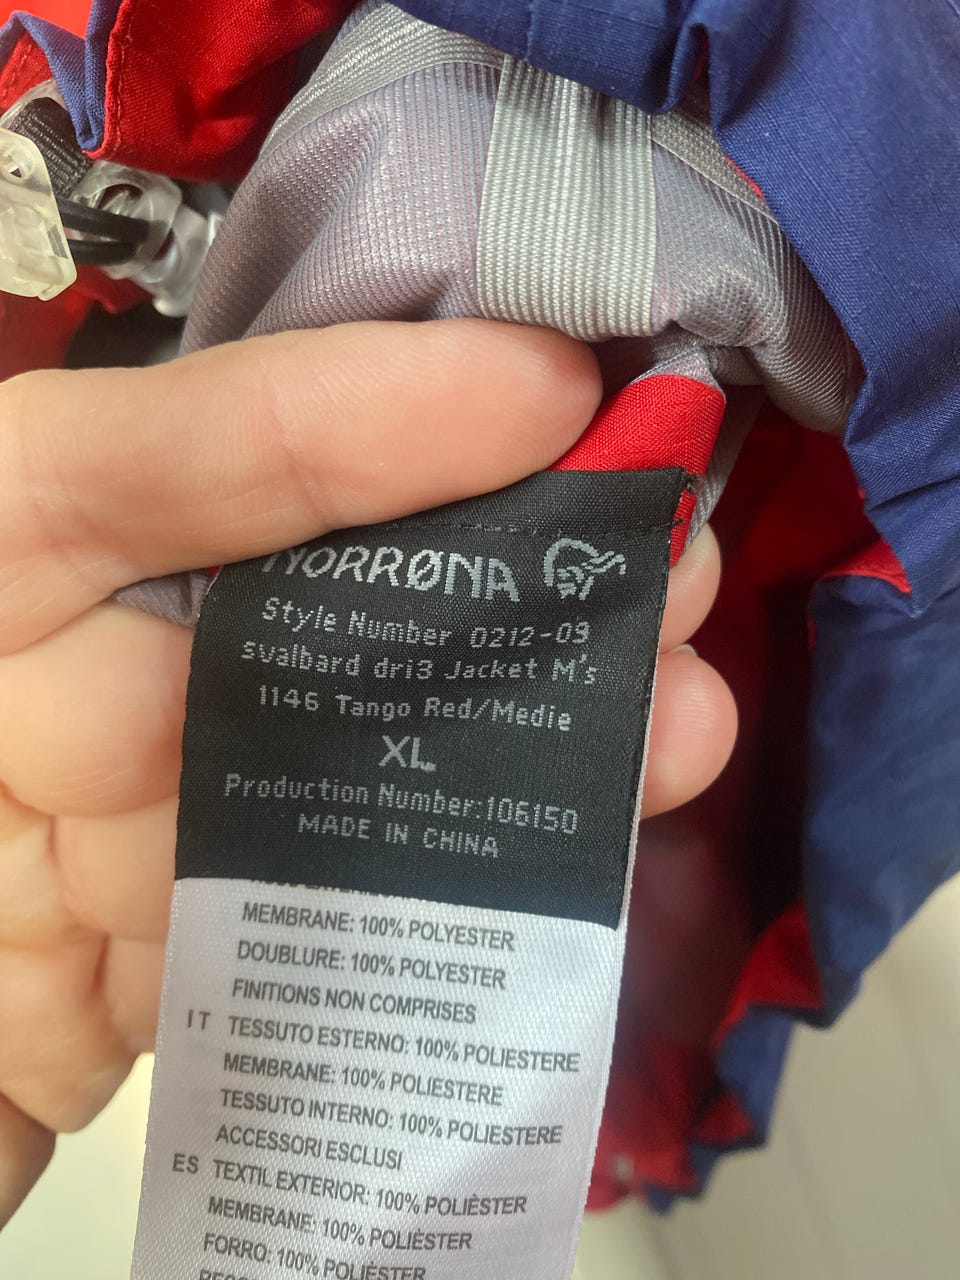 NORRØNA
Style Number 0212-09
svalbard dri3 Jacket M's
1146 Tango Red/Medie
XL
Production Number:106150
MADE IN CHINA
MEMBRANE: 100% POLYESTER
DOUBLURE: 100% POLYESTER
FINITIONS NON COMPRISES
IT TESSUTO ESTERNO: 100% POLIESTERE
MEMBRANE: 100% POLIESTERE
TESSUTO INTERNO: 100% POLIESTERE
ACCESSORI ESCLUSI
ES TEXTIL EXTERIOR: 100% POLIÈSTER
MEMBRANE: 100% POLIÈSTER
FORRO: 100% POLIÈSTER